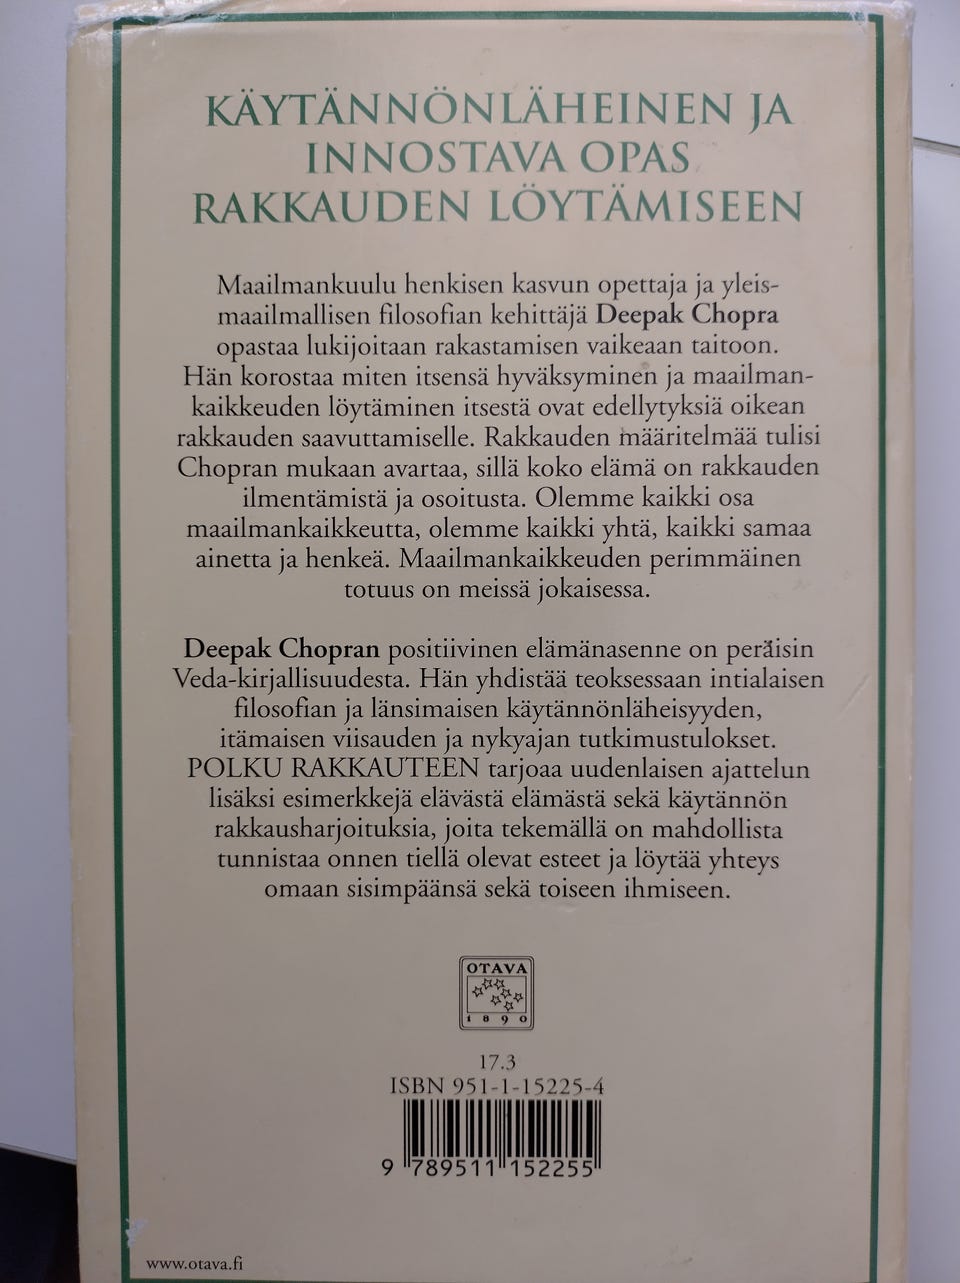 KÄYTÄNNÖNLÄHEINEN JA
INNOSTAVA OPAS
RAKKAUDEN LÖYTÄMISEEN
Maailmankuulu henkisen kasvun opettaja ja yleis-
maailmallisen filosofian kehittäjä Deepak Chopra
opastaa lukijoitaan rakastamisen vaikeaan taitoon.
Hän korostaa miten itsensä hyväksyminen ja maailman-
kaikkeuden löytäminen itsestä ovat edellytyksiä oikean
rakkauden saavuttamiselle. Rakkauden määritelmää tulisi
Chopran mukaan avartaa, sillä koko elämä on rakkauden
ilmentämistä ja osoitusta. Olemme kaikki osa
maailmankaikkeutta, olemme kaikki yhtä, kaikki samaa
ainetta ja henkeä. Maailmankaikkeuden perimmäinen
totuus on meissä jokaisessa.
Deepak Chopran positiivinen elämänasenne on peräisin
Veda-kirjallisuudesta. Hän yhdistää teoksessaan intialaisen
filosofian ja länsimaisen käytännönläheisyyden,
itämaisen viisauden ja nykyajan tutkimustulokset.
POLKU RAKKAUTEEN tarjoaa uudenlaisen ajattelun
lisäksi esimerkkejä elävästä elämästä sekä käytännön
rakkausharjoituksia, joita tekemällä on mahdollista
tunnistaa onnen tiellä olevat esteet ja löytää yhteys
omaan sisimpäänsä sekä toiseen ihmiseen.
OTAVA
1890
17.3
ISBN 951-1-15225-4
9 789511 152255
www.otava.fi